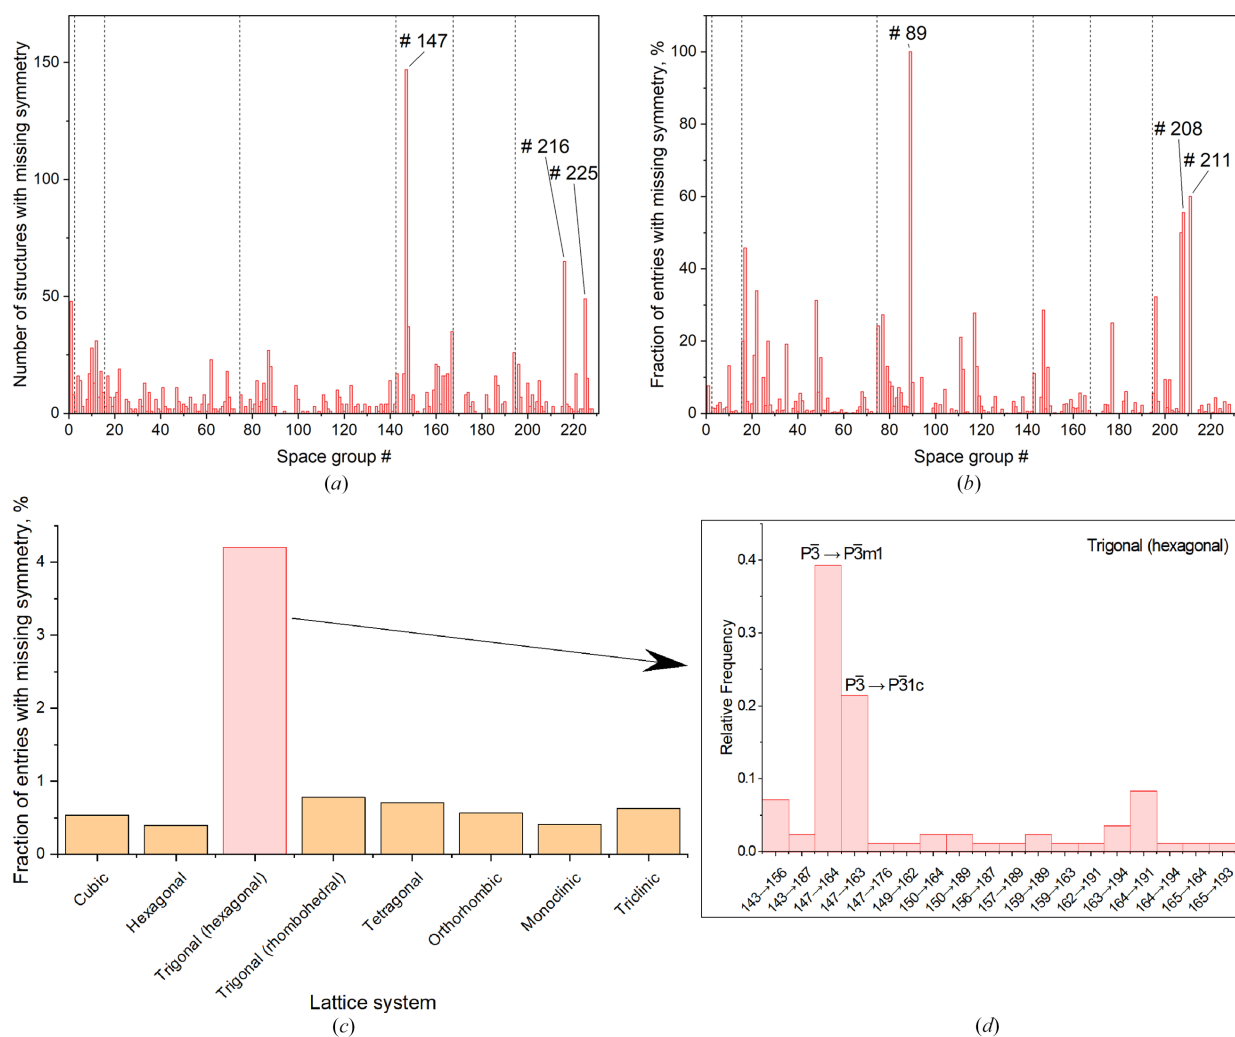 Number of structures with missing symmetry
150
100
50
0
# 147
# 216
# 225
0 20 40 60 80 100 120 140 160 180 200 220
Space group #
(a)
Fraction of entries with missing symmetry, %
100
80
60
40
20
0
# 89
# 208
# 211
0 20 40 60 80 100 120 140 160 180 200 220
Space group #
(b)
Fraction of entries with missing symmetry, %
4
3
2
1
0
Cubic
Hexagonal
Trigonal (hexagonal)
Trigonal (rhombohedral)
Tetragonal
Orthorhombic
Monoclinic
Triclinic
Lattice system
(c)
Relative Frequency
0.4
0.3
0.2
0.1
0.0
P3̅→P3̅m1
Trigonal (hexagonal)
P3̅→P3̅1c
143→156
143→187
147→164
147→163
147→176
149→162
150→164
150→189
156→187
157→189
159→189
159→163
162→191
163→194
164→191
164→194
165→164
165→193
(d)